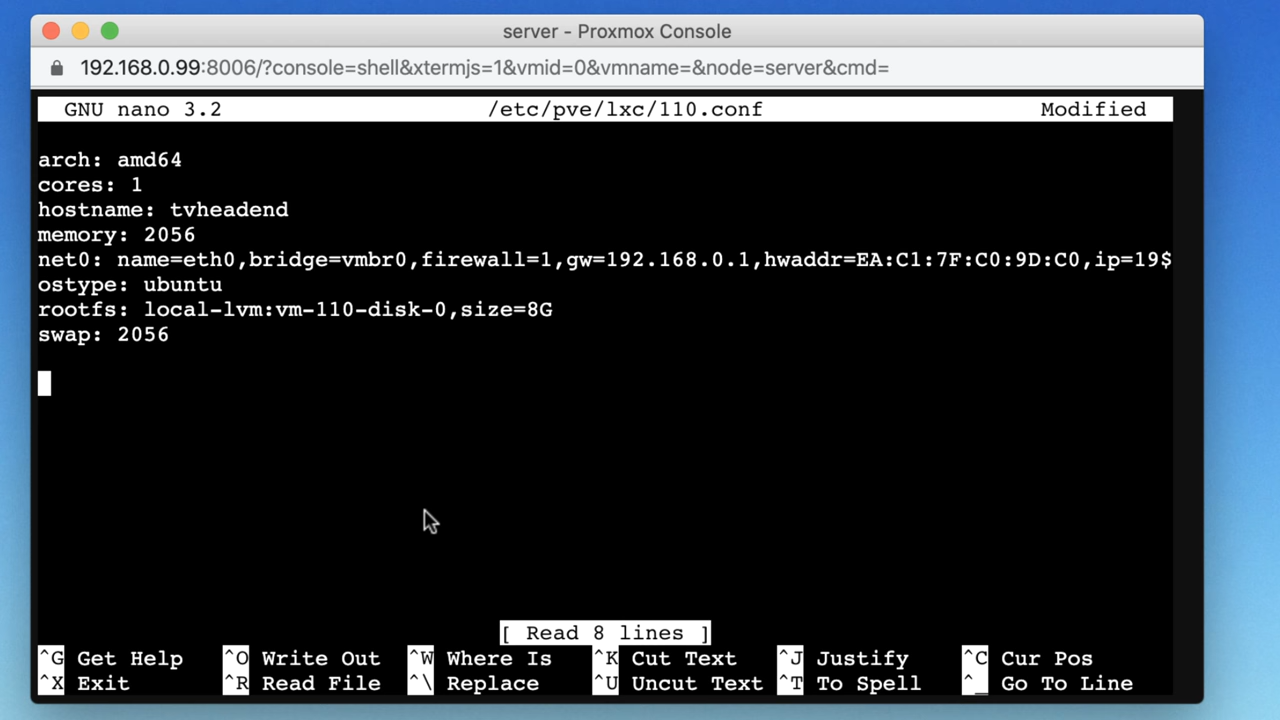 server - Proxmox Console
192.168.0.99:8006/?console=shell&xtermjs=1&vmid=0&vmname=&node=server&cmd=
GNU nano 3.2 /etc/pve/lxc/110.conf Modified
arch: amd64
cores: 1
hostname: tvheadend
memory: 2056
net0: name=eth0,bridge=vmbr0,firewall=1,gw=192.168.0.1,hwaddr=EA:C1:7F:C0:9D:C0,ip=19$
ostype: ubuntu
rootfs: local-lvm:vm-110-disk-0,size=8G
swap: 2056
[ Read 8 lines ]
^G Get Help ^O Write Out ^W Where Is ^K Cut Text ^J Justify ^C Cur Pos
^X Exit ^R Read File ^\ Replace ^U Uncut Text ^T To Spell ^_ Go To Line